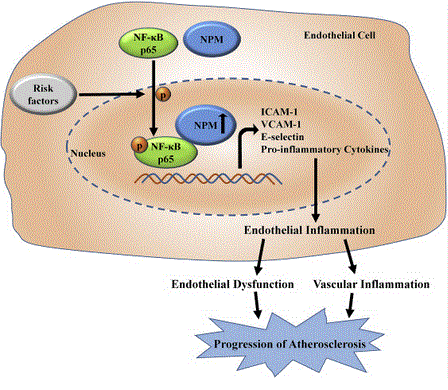 Endothelial Cell
NF-κB
p65
NPM
Risk
factors
p
NPM
p
NF-κB
p65
Nucleus
ICAM-1
VCAM-1
E-selectin
Pro-inflammatory Cytokines
Endothelial Inflammation
Endothelial Dysfunction
Vascular Inflammation
Progression of Atherosclerosis